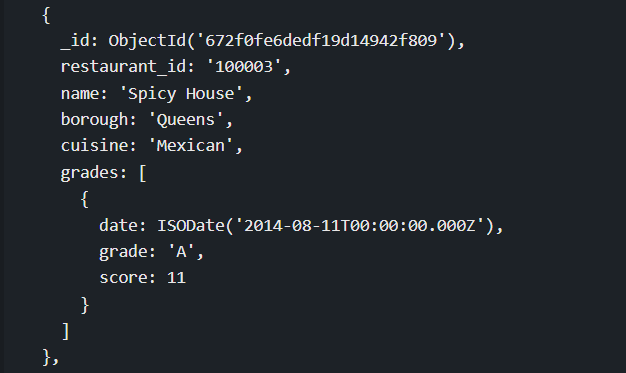 {
_id: ObjectId('672f0fe6dedf19d14942f809'),
restaurant_id: '100003',
name: 'Spicy House',
borough: 'Queens',
cuisine: 'Mexican',
grades: [
{
date: ISODate('2014-08-11T00:00:00.000Z'),
grade: 'A',
score: 11
}
]
},